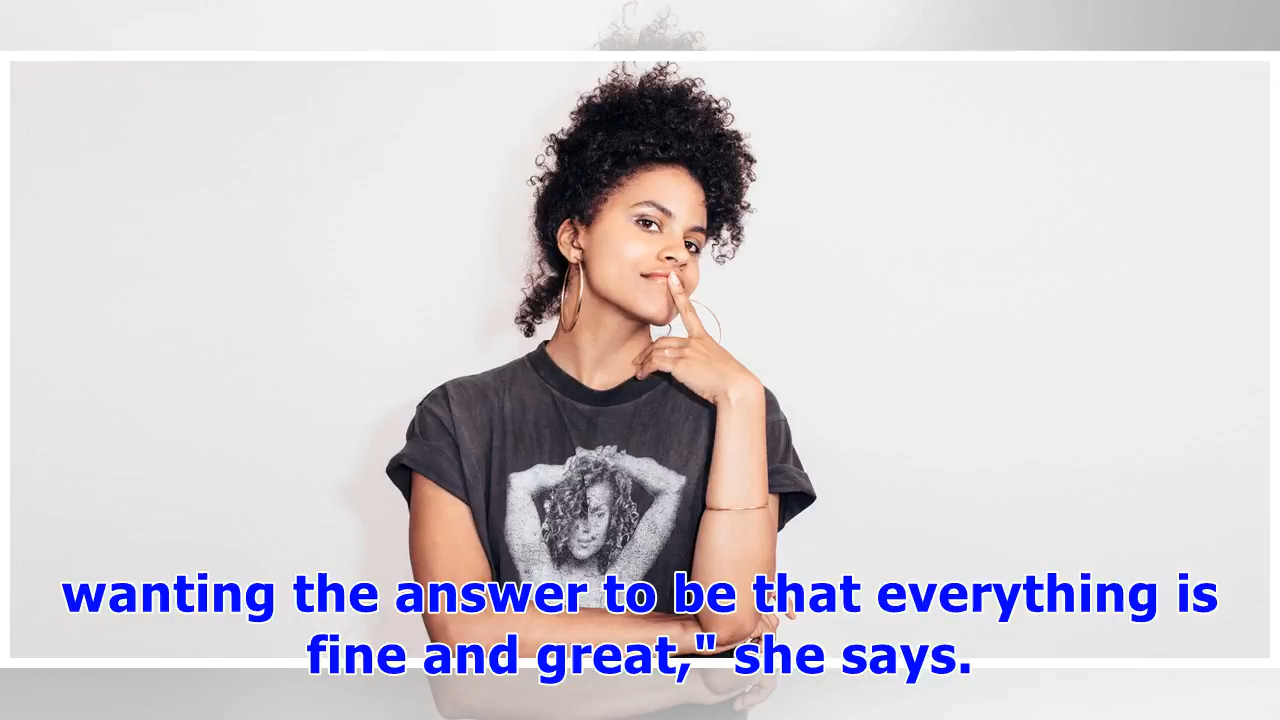 wanting the answer to be that everything is
fine and great," she says.